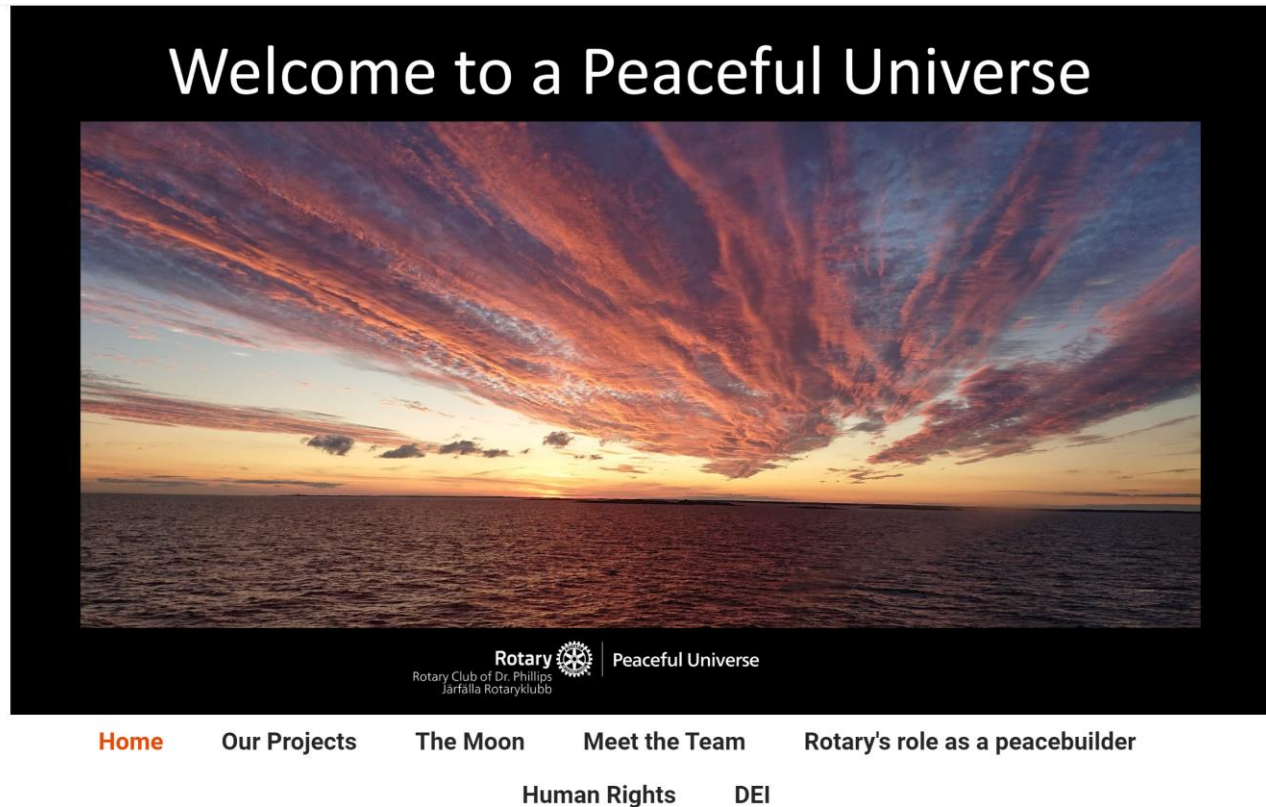 Welcome to a Peaceful Universe
Rotary
Rotary Club of Dr. Phillips
Järfälla Rotaryklubb
Peaceful Universe
Home Our Projects The Moon Meet the Team Rotary's role as a peacebuilder
Human Rights DEI